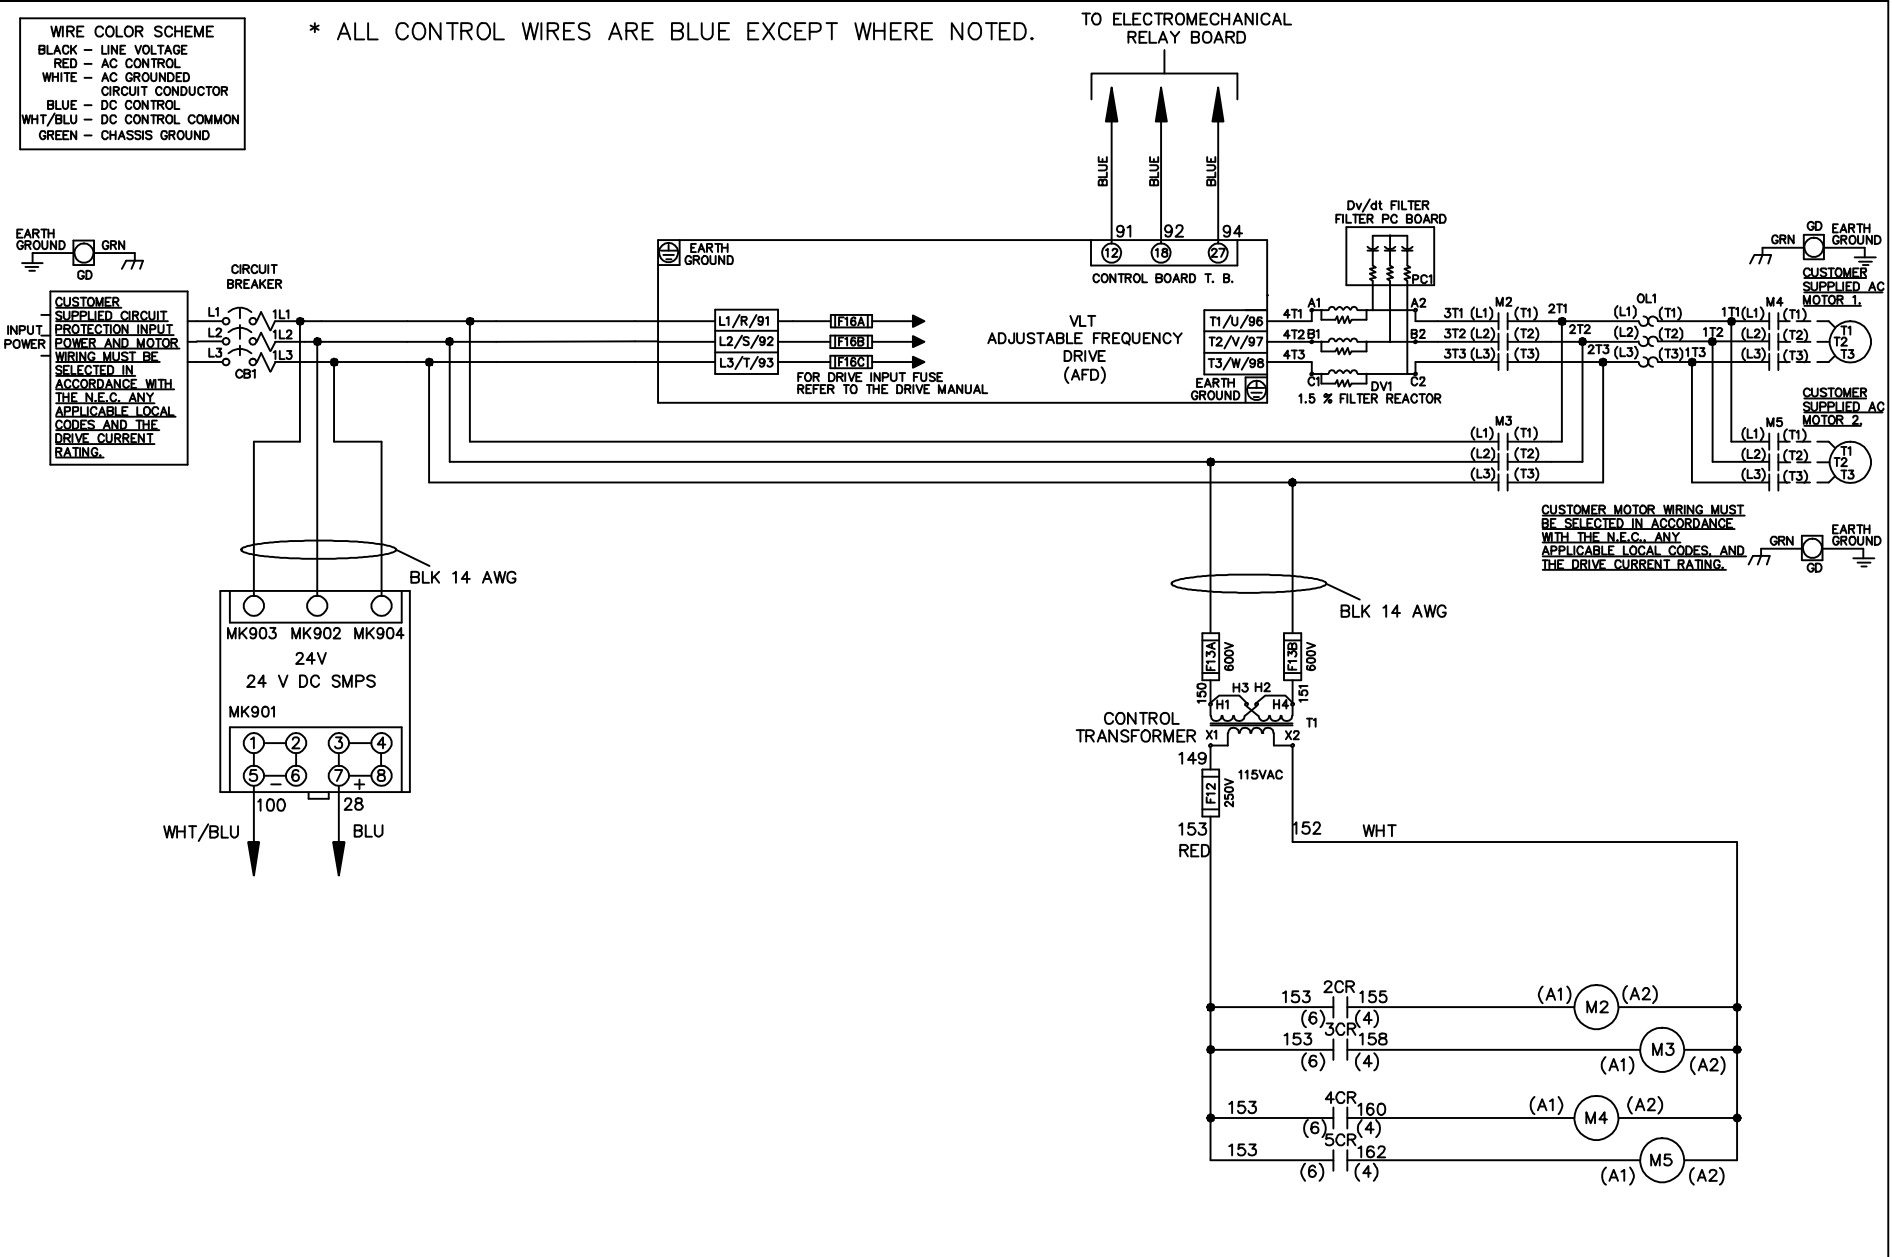 WIRE COLOR SCHEME
BLACK – LINE VOLTAGE
RED – AC CONTROL
WHITE – AC GROUNDED
CIRCUIT CONDUCTOR
BLUE – DC CONTROL
WHT/BLU – DC CONTROL COMMON
GREEN – CHASSIS GROUND
* ALL CONTROL WIRES ARE BLUE EXCEPT WHERE NOTED.
TO ELECTROMECHANICAL
RELAY BOARD
BLUE
BLUE
BLUE
91
92
94
12
18
27
CONTROL BOARD T. B.
EARTH
GROUND
GRN
GD
CUSTOMER
SUPPLIED CIRCUIT
PROTECTION INPUT
POWER AND MOTOR
WIRING MUST BE
SELECTED IN
ACCORDANCE WITH
THE N.E.C. ANY
APPLICABLE LOCAL
CODES AND THE
DRIVE CURRENT
RATING.
INPUT
POWER
CIRCUIT
BREAKER
L1
L2
L3
1L1
1L2
1L3
CB1
EARTH
GROUND
L1/R/91
L2/S/92
L3/T/93
F16A
F16B
F16C
FOR DRIVE INPUT FUSE
REFER TO THE DRIVE MANUAL
VLT
ADJUSTABLE FREQUENCY
DRIVE
(AFD)
T1/U/96
T2/V/97
T3/W/98
EARTH
GROUND
Dv/dt FILTER
FILTER PC BOARD
PC1
4T1
4T2
4T3
A1
A2
B1
B2
C1
C2
DV1
1.5 % FILTER REACTOR
3T1 (L1)
3T2 (L2)
3T3 (L3)
M2
(T1)
(T2)
(T3)
2T1
2T2
2T3
(L1)
(L2)
(L3)
OL1
(T1)
(T2)
(T3)
1T1
1T2
1T3
(L1)
(L2)
(L3)
M4
(T1)
(T2)
(T3)
T1
T2
T3
GRN
GD
EARTH
GROUND
CUSTOMER
SUPPLIED AC
MOTOR 1.
CUSTOMER
SUPPLIED AC
MOTOR 2.
M3
(L1)
(L2)
(L3)
(T1)
(T2)
(T3)
M5
(L1)
(L2)
(L3)
(T1)
(T2)
(T3)
T1
T2
T3
CUSTOMER MOTOR WIRING MUST
BE SELECTED IN ACCORDANCE
WITH THE N.E.C., ANY
APPLICABLE LOCAL CODES, AND
THE DRIVE CURRENT RATING.
GRN
GD
EARTH
GROUND
BLK 14 AWG
MK903
MK902
MK904
24V
24 V DC SMPS
MK901
1
2
3
4
5
–
6
7
+
8
100
28
WHT/BLU
BLU
BLK 14 AWG
F13A
600V
F13B
600V
150
151
H3
H2
H1
H4
T1
CONTROL
TRANSFORMER
X1
X2
149
115VAC
F12
250V
153
RED
152
WHT
153
2CR
155
(6)
(4)
(A1)
M2
(A2)
153
3CR
158
(6)
(4)
(A1)
M3
(A2)
153
4CR
160
(6)
(4)
(A1)
M4
(A2)
153
5CR
162
(6)
(4)
(A1)
M5
(A2)